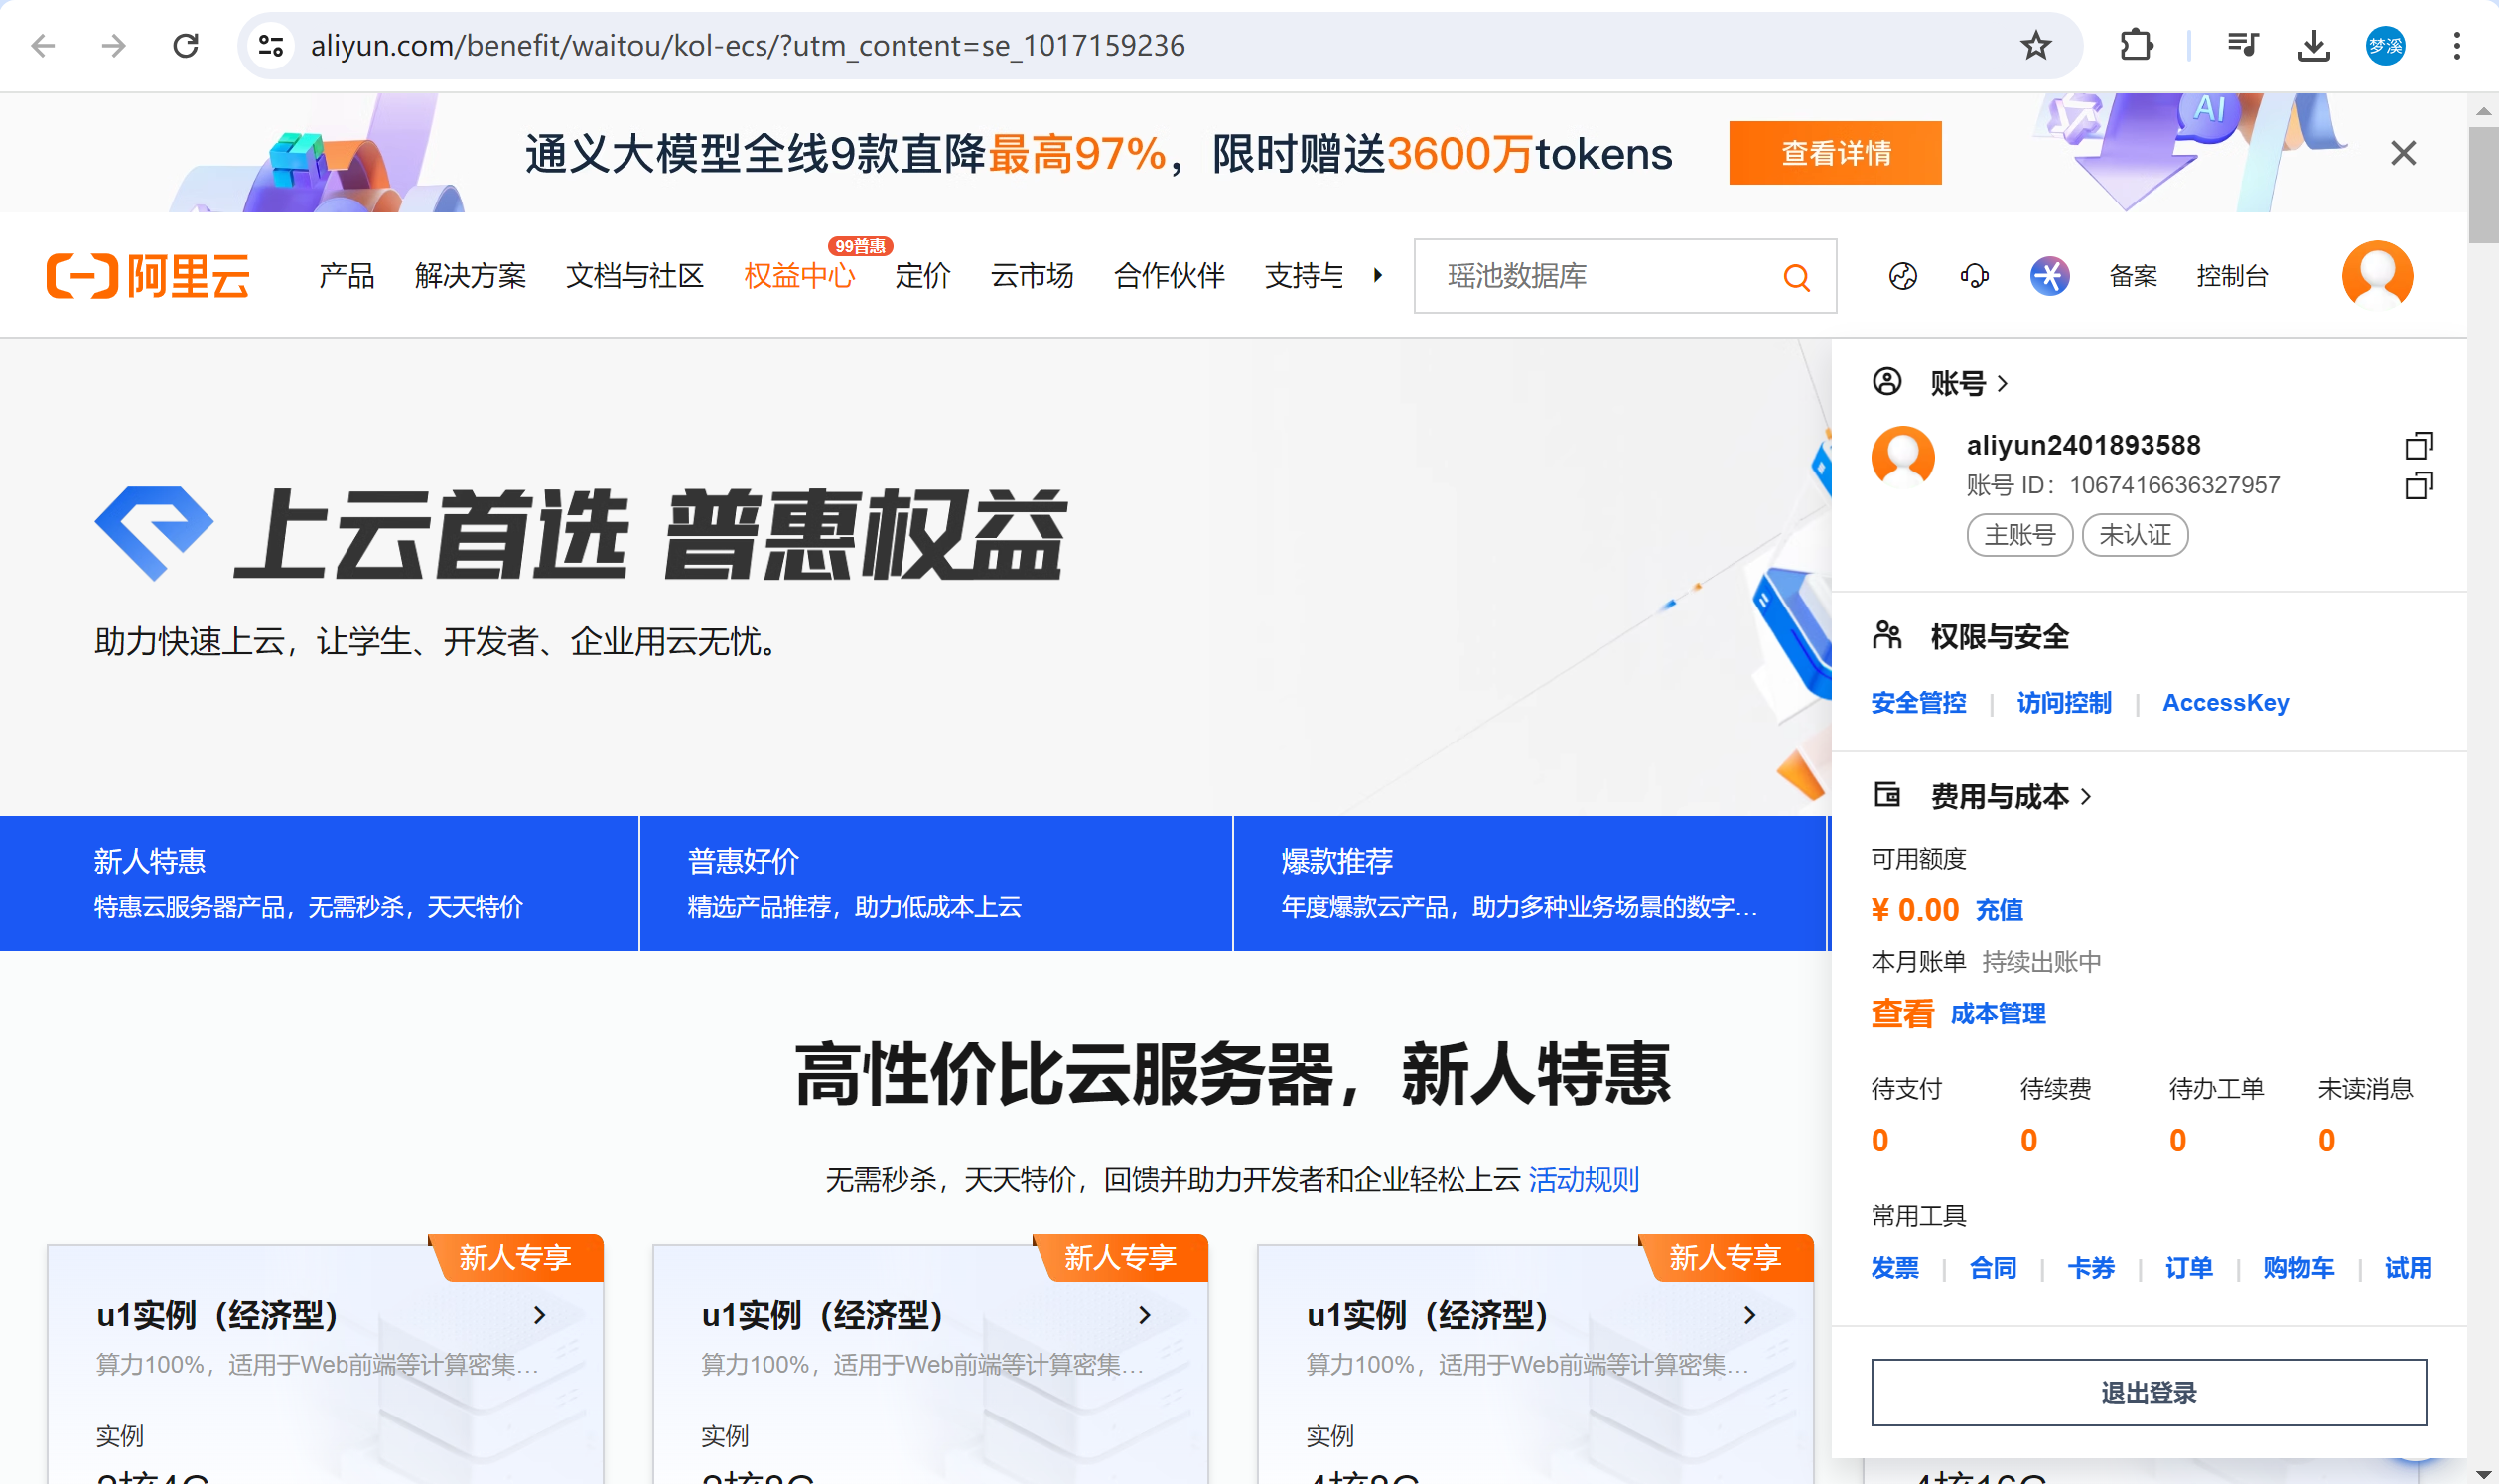 aliyun.com/benefit/waitou/kol-ecs/?utm_content=se_1017159236
梦溪
通义大模型全线9款直降最高97%，限时赠送3600万tokens
查看详情
AI
阿里云
产品 解决方案 文档与社区 权益中心 99普惠 定价 云市场 合作伙伴 支持与
瑶池数据库
备案 控制台
上云首选 普惠权益
助力快速上云，让学生、开发者、企业用云无忧。
新人特惠
特惠云服务器产品，无需秒杀，天天特价
普惠好价
精选产品推荐，助力低成本上云
爆款推荐
年度爆款云产品，助力多种业务场景的数字...
高性价比云服务器，新人特惠
无需秒杀，天天特价，回馈并助力开发者和企业轻松上云 活动规则
新人专享
u1实例（经济型）
算力100%，适用于Web前端等计算密集...
实例
2核4G
新人专享
u1实例（经济型）
算力100%，适用于Web前端等计算密集...
实例
2核8G
新人专享
u1实例（经济型）
算力100%，适用于Web前端等计算密集...
实例
4核8G
4核16G
账号
aliyun2401893588
账号 ID：1067416636327957
主账号 未认证
权限与安全
安全管控 | 访问控制 | AccessKey
费用与成本
可用额度
¥ 0.00 充值
本月账单 持续出账中
查看 成本管理
待支付 待续费 待办工单 未读消息
0 0 0 0
常用工具
发票 | 合同 | 卡券 | 订单 | 购物车 | 试用
退出登录